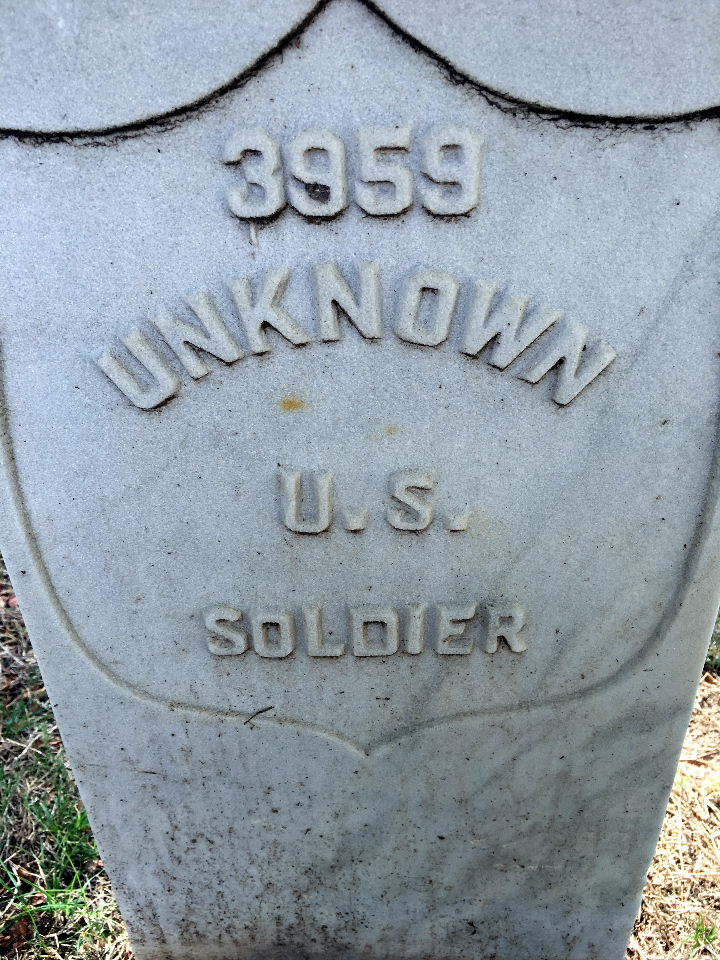 3959
UNKNOWN
U.S.
SOLDIER